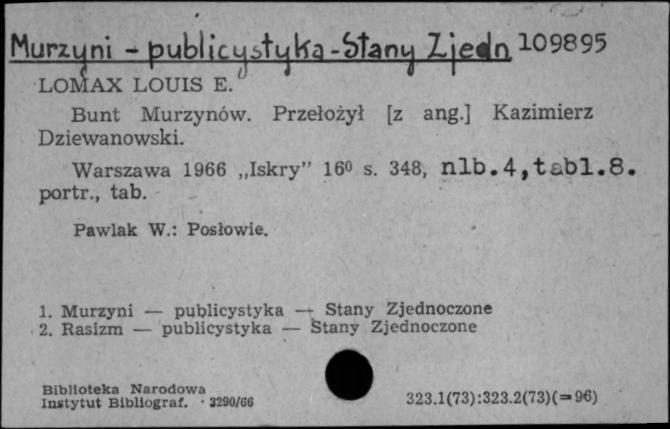 Murzyni - publicystyka - Stany Zjedn 109895
LOMAX LOUIS E.
Bunt Murzynów. Przełożył [z ang.] Kazimierz
Dziewanowski.
Warszawa 1966 „Iskry” 16⁰ s. 348, nlb.4,tabl.8.
portr., tab.
Pawlak W.: Posłowie.
1. Murzyni — publicystyka — Stany Zjednoczone
2. Rasizm — publicystyka — Stany Zjednoczone
Biblioteka Narodowa
Instytut Bibliograf. · 3290/66 323.1(73):323.2(73)(=96)